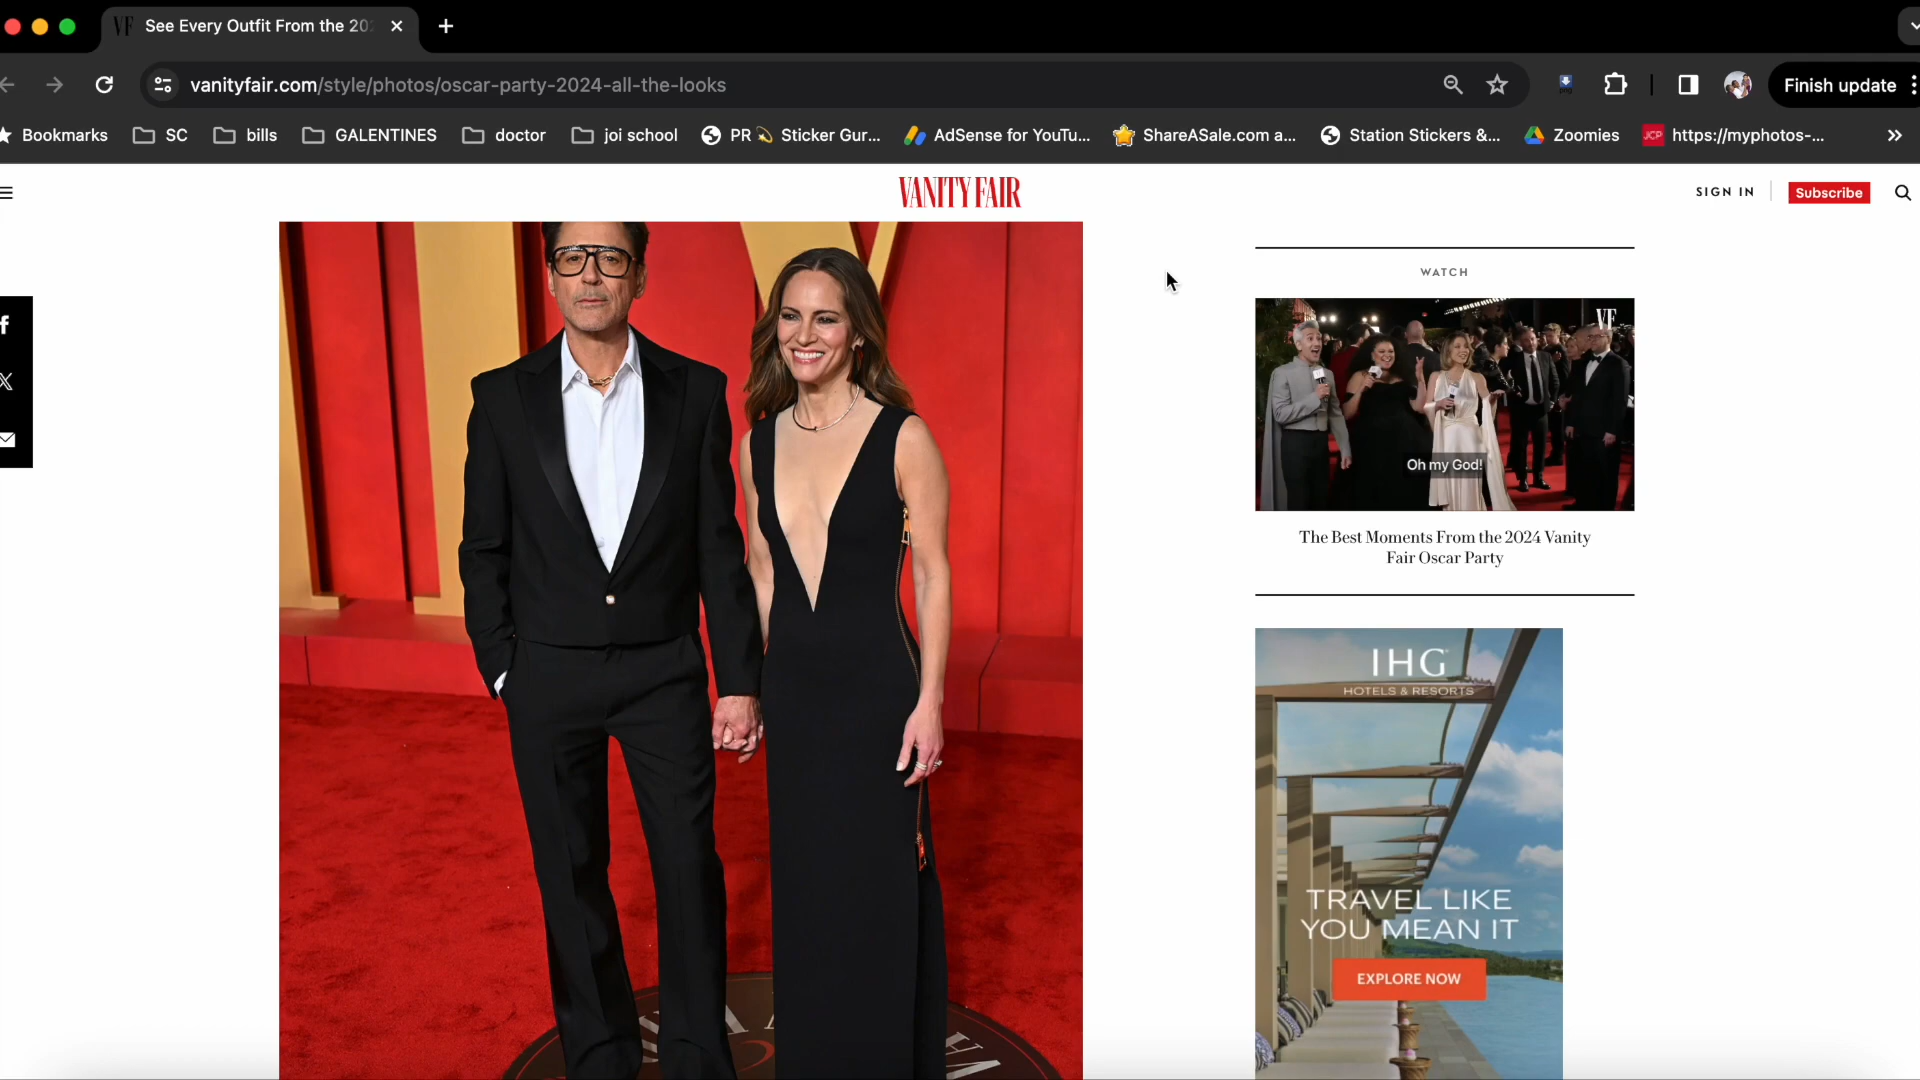 VF See Every Outfit From the 20
vanityfair.com/style/photos/oscar-party-2024-all-the-looks
Finish update
Bookmarks SC bills GALENTINES doctor joi school PR 💫 Sticker Gur... AdSense for YouTu... ShareASale.com a... Station Stickers &... Zoomies JCP https://myphotos-... »
VANITY FAIR
SIGN IN
Subscribe
WATCH
VF
Oh my God!
The Best Moments From the 2024 Vanity
Fair Oscar Party
IHG
HOTELS & RESORTS
TRAVEL LIKE
YOU MEAN IT
EXPLORE NOW